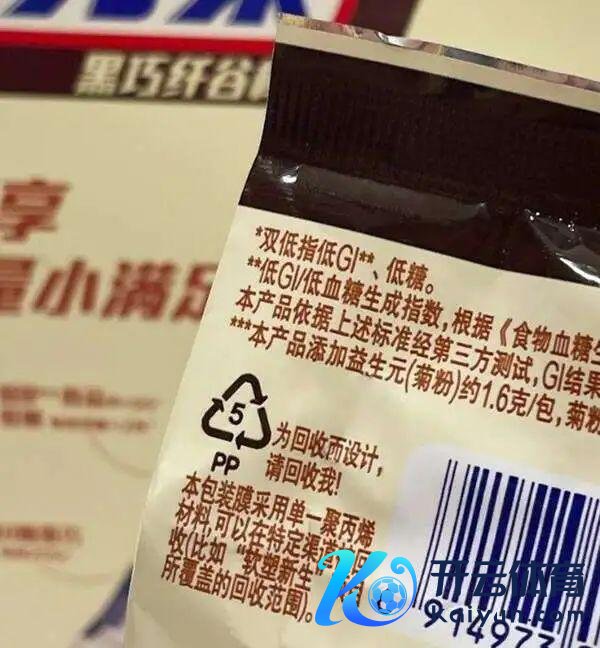 黑巧纤谷
享
量小满足
*双低指低GI**、低糖。
**低GI/低血糖生成指数,根据《食物血糖生
本产品依据上述标准经第三方测试,GI结果
***本产品添加益生元(菊粉)约1.6克/包,菊粉
5
PP
为回收而设计,
请回收我!
本包装膜采用单一聚丙烯
材料,可以在特定渠道回
收(比如“软塑新生”
所覆盖的回收范围)。
开云体育
Kaiyun.com
914973